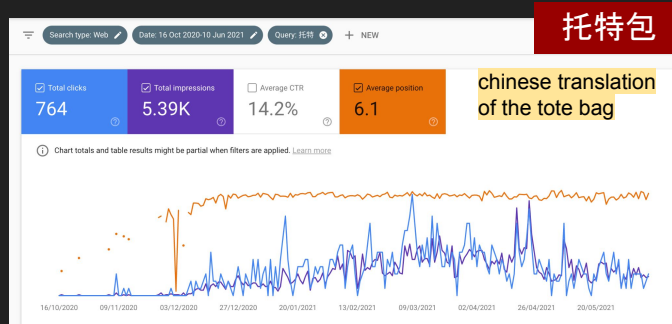 托特包
Search type: Web
Date: 16 Oct 2020-10 Jun 2021
Query: 托特
+ NEW
chinese translation
of the tote bag
Total clicks
764
Total impressions
5.39K
Average CTR
14.2%
Average position
6.1
Chart totals and table results might be partial when filters are applied. Learn more
16/10/2020 09/11/2020 03/12/2020 27/12/2020 20/01/2021 13/02/2021 09/03/2021 02/04/2021 26/04/2021 20/05/2021